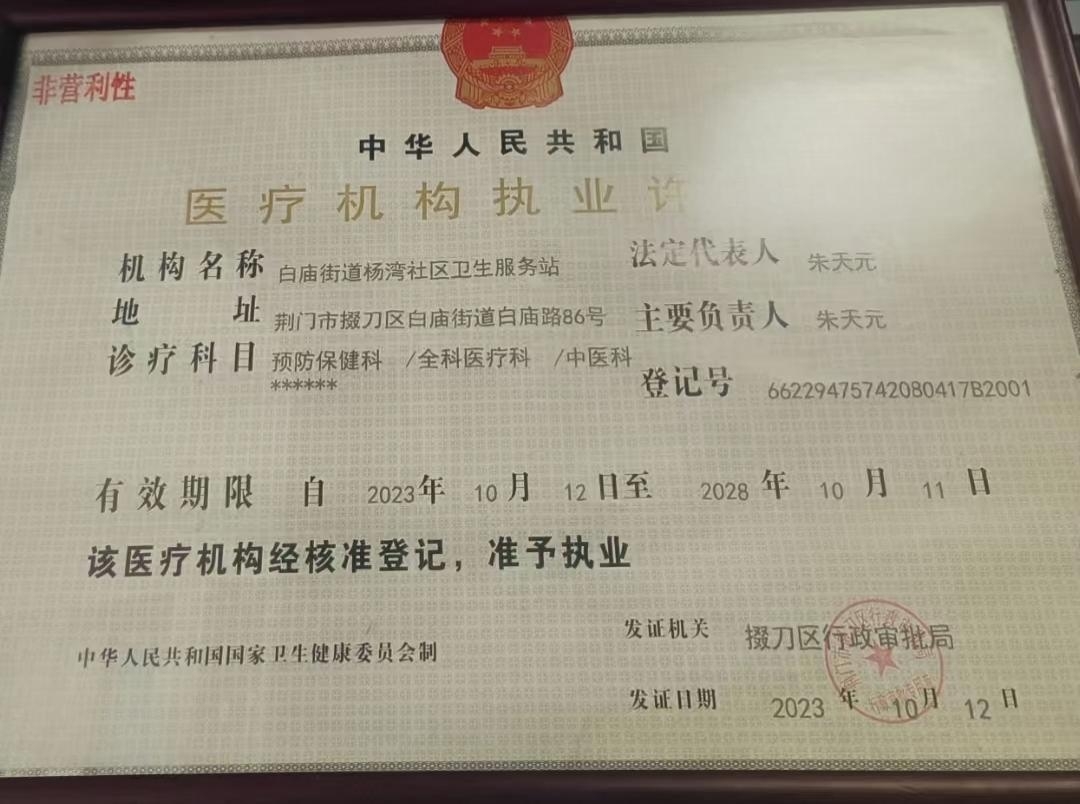 非营利性
中华人民共和国
医疗机构执业许
机构名称 白庙街道杨湾社区卫生服务站
法定代表人 朱天元
地址 荆门市掇刀区白庙街道白庙路86号
主要负责人 朱天元
诊疗科目 预防保健科 /全科医疗科 /中医科
******
登记号 66229475742080417B2001
有效期限 自 2023年 10月 12日至 2028年 10月 11日
该医疗机构经核准登记，准予执业
中华人民共和国国家卫生健康委员会制
发证机关 掇刀区行政审批局
发证日期 2023年 10月 12日